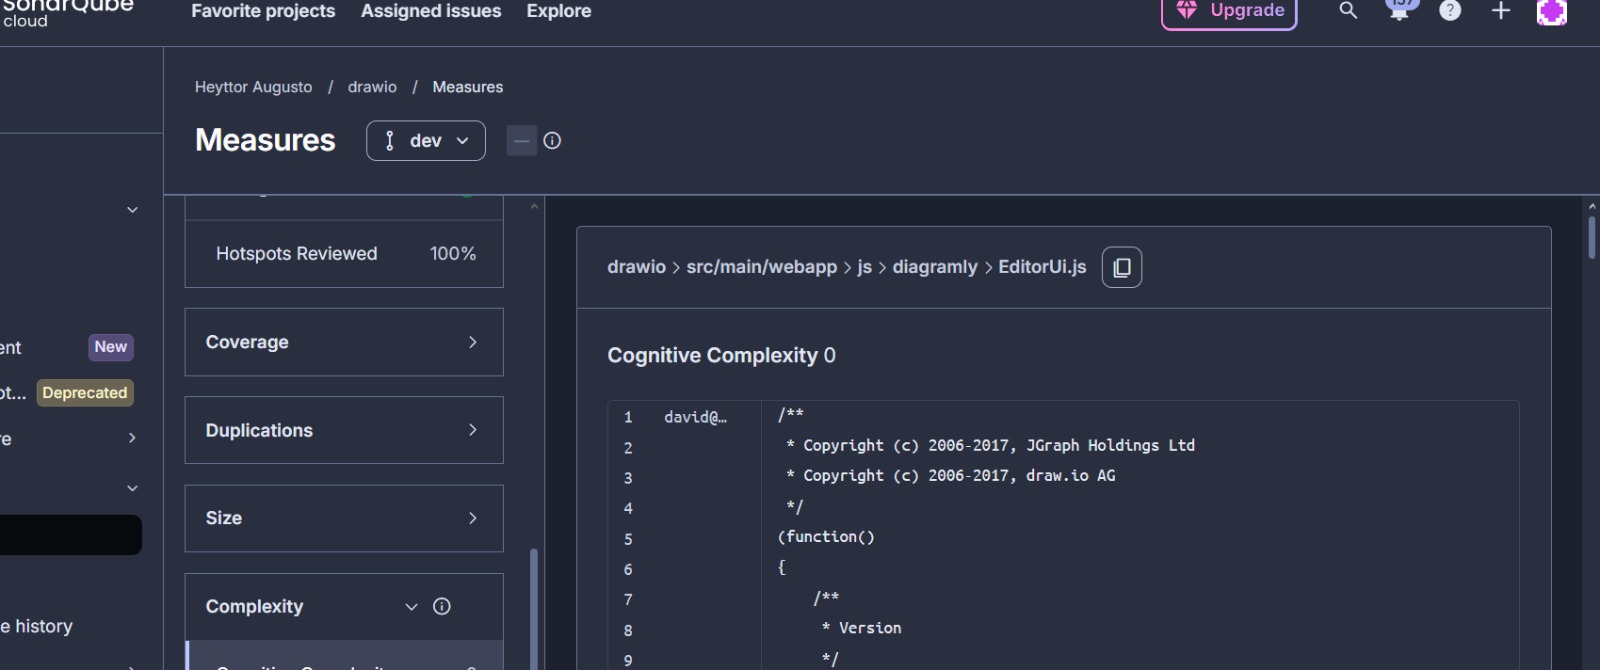 SonarQube
cloud
Favorite projects Assigned issues Explore
Upgrade
Heyttor Augusto / drawio / Measures
Measures dev
Hotspots Reviewed 100%
Coverage
Duplications
Size
Complexity
ent New
ot... Deprecated
re
e history
drawio > src/main/webapp > js > diagramly > EditorUi.js
Cognitive Complexity 0
1 david@… /**
2 * Copyright (c) 2006-2017, JGraph Holdings Ltd
3 * Copyright (c) 2006-2017, draw.io AG
4 */
5 (function()
6 {
7 /**
8 * Version
9 */